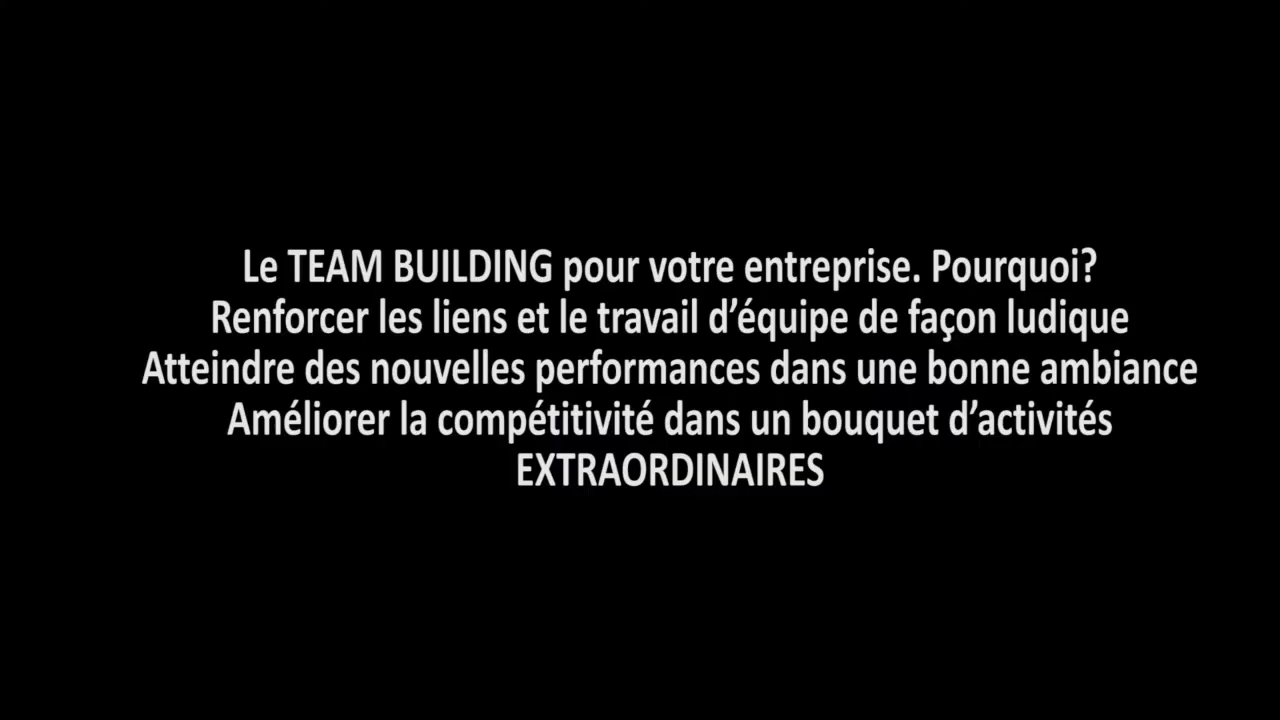 Le TEAM BUILDING pour votre entreprise. Pourquoi?
Renforcer les liens et le travail d’équipe de façon ludique
Atteindre des nouvelles performances dans une bonne ambiance
Améliorer la compétitivité dans un bouquet d’activités
EXTRAORDINAIRES